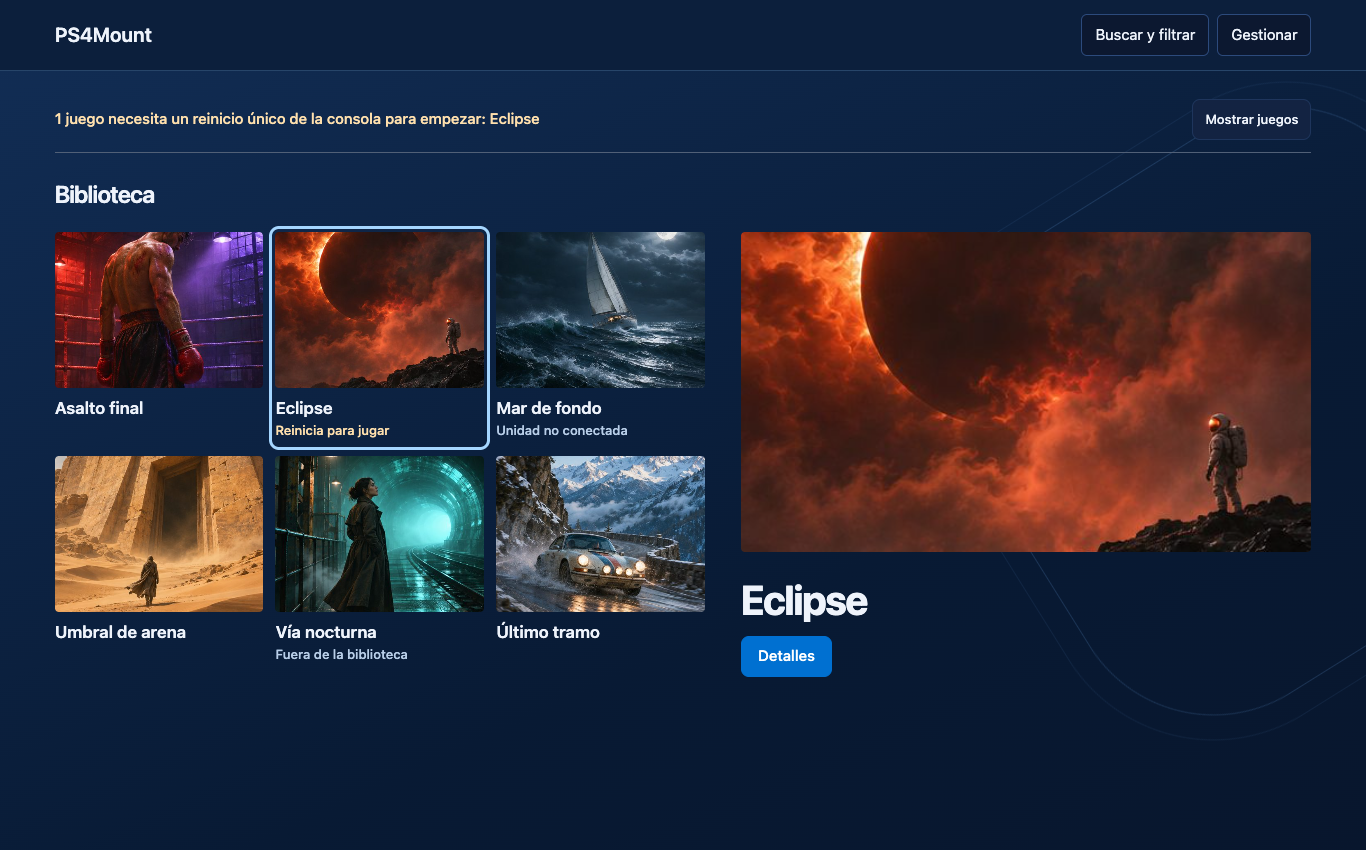 PS4Mount
Buscar y filtrar
Gestionar
1 juego necesita un reinicio único de la consola para empezar: Eclipse
Mostrar juegos
Biblioteca
Asalto final
Eclipse
Reinicia para jugar
Mar de fondo
Unidad no conectada
Umbral de arena
Vía nocturna
Fuera de la biblioteca
Último tramo
Eclipse
Detalles